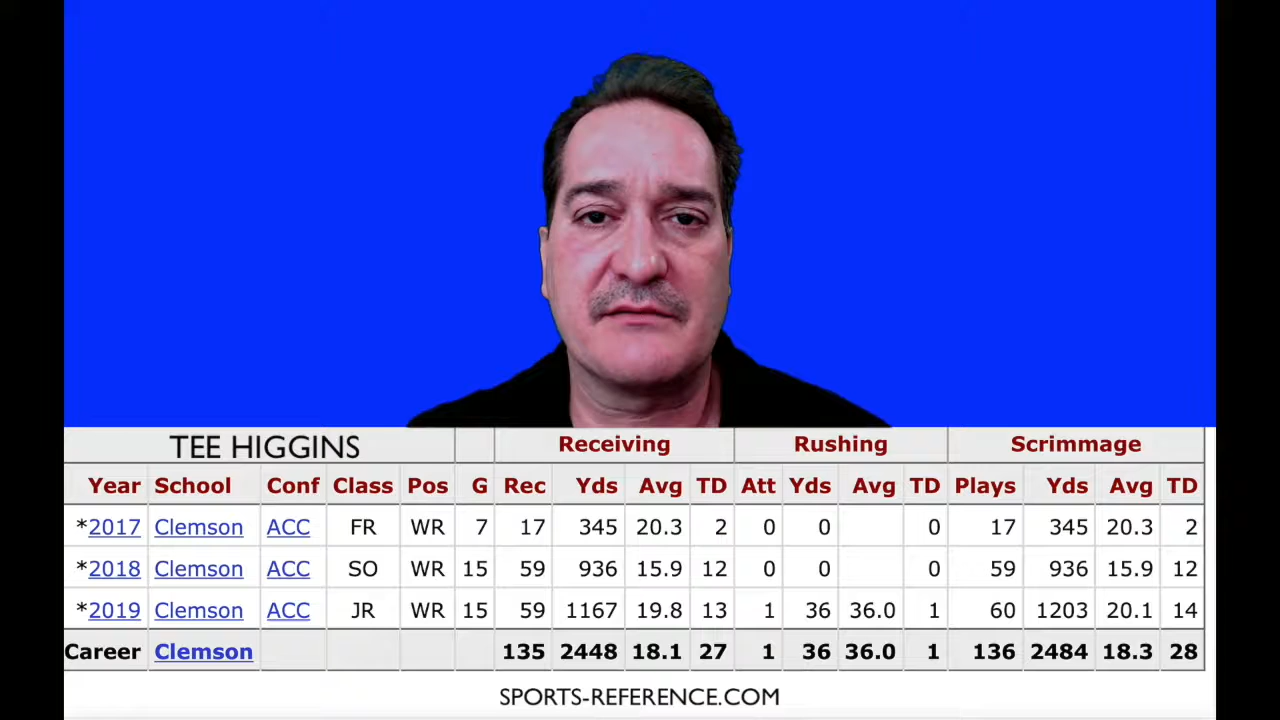 TEE HIGGINS Receiving Rushing Scrimmage
Year School Conf Class Pos G Rec Yds Avg TD Att Yds Avg TD Plays Yds Avg TD
*2017 Clemson ACC FR WR 7 17 345 20.3 2 0 0 0 17 345 20.3 2
*2018 Clemson ACC SO WR 15 59 936 15.9 12 0 0 0 59 936 15.9 12
*2019 Clemson ACC JR WR 15 59 1167 19.8 13 1 36 36.0 1 60 1203 20.1 14
Career Clemson 135 2448 18.1 27 1 36 36.0 1 136 2484 18.3 28
SPORTS-REFERENCE.COM